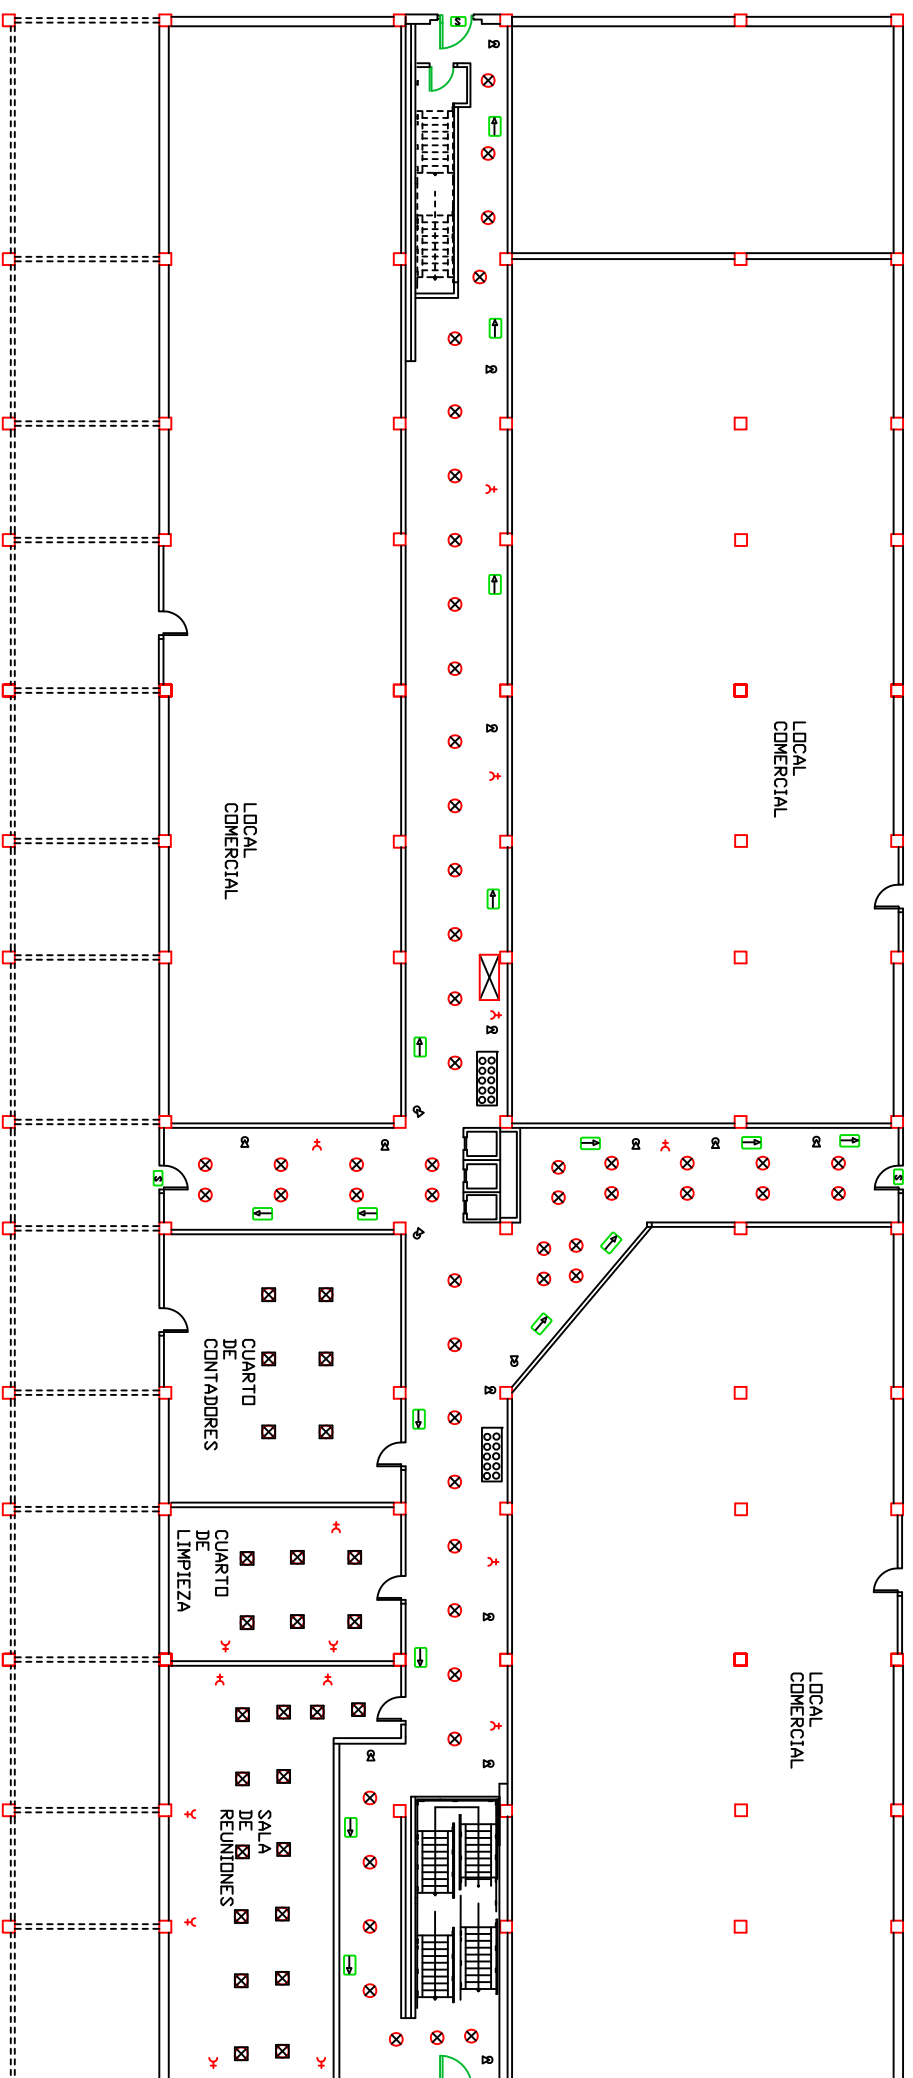 S
LOCAL
COMERCIAL
LOCAL
COMERCIAL
S
S
CUARTO
DE
CONTADORES
CUARTO
DE
LIMPIEZA
LOCAL
COMERCIAL
SALA
DE
REUNIONES